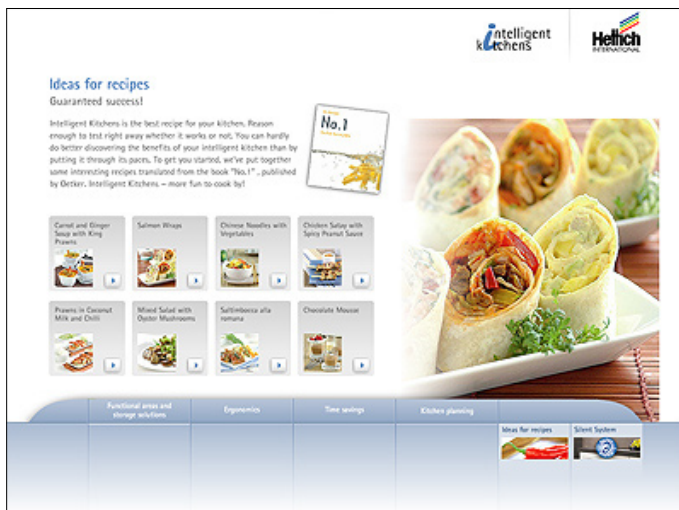 intelligent
kitchens
Hettich
INTERNATIONAL
Ideas for recipes
Guaranteed success!
No.1
Intelligent Kitchens is the best recipe for your kitchen. Reason
enough to test right away whether it works or not. You can hardly
do better discovering the benefits of your intelligent kitchen than by
putting it through its paces. To get you started, we've put together
some interesting recipes translated from the book "No.1" , published
by Oetker. Intelligent Kitchens – more fun to cook by!
Carrot and Ginger
Soup with King
Prawns
Salmon Wraps
Chinese Noodles with
Vegetables
Chicken Satay with
Spicy Peanut Sauce
Prawns in Coconut
Milk and Chilli
Mixed Salad with
Oyster Mushrooms
Saltimbocca alla
romana
Chocolate Mousse
Functional areas and
storage solutions
Ergonomics
Time savings
Kitchen planning
Ideas for recipes
Silent System